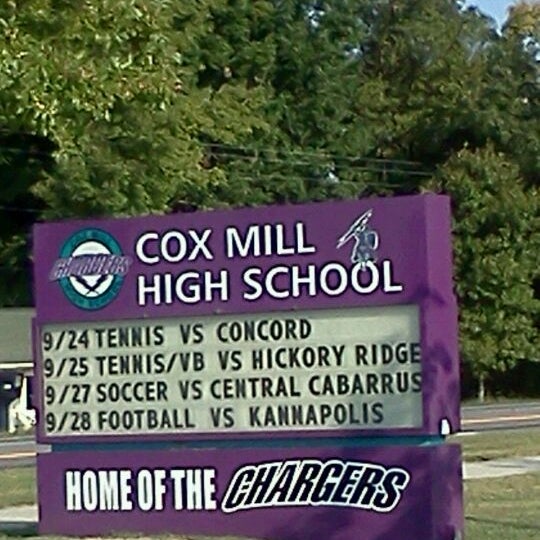 COX MILL
HIGH SCHOOL
CHARGERS
9/24 TENNIS VS CONCORD
9/25 TENNIS/VB VS HICKORY RIDGE
9/27 SOCCER VS CENTRAL CABARRUS
9/28 FOOTBALL VS KANNAPOLIS
HOME OF THE CHARGERS